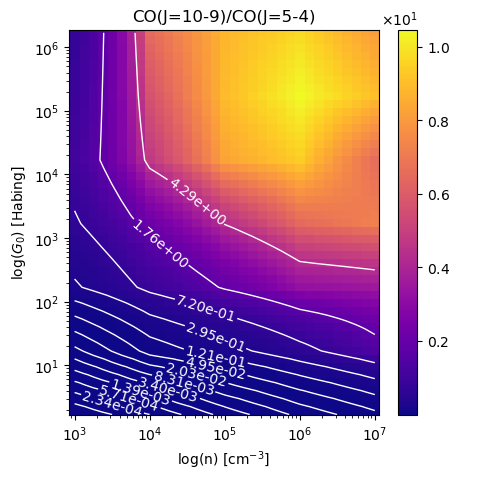 CO(J=10-9)/CO(J=5-4)
×10¹
10⁶
10⁵
10⁴
10³
10²
10¹
log(G₀) [Habing]
4.29e+00
1.76e+00
7.20e-01
2.95e-01
1.21e-01
4.95e-02
2.03e-02
8.31e-03
3.40e-03
1.39e-03
5.71e-04
2.34e-04
1.0
0.8
0.6
0.4
0.2
10³ 10⁴ 10⁵ 10⁶ 10⁷
log(n) [cm⁻³]